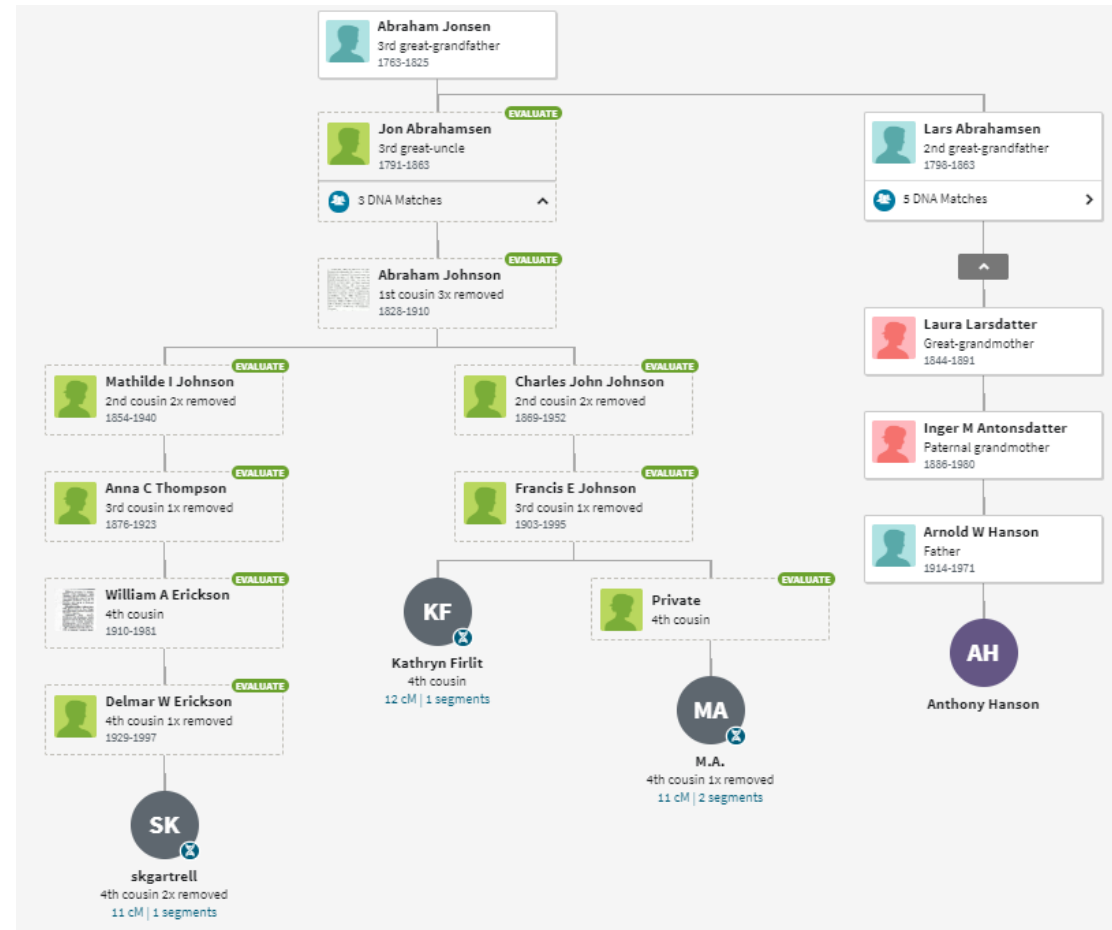 Abraham Jonsen
3rd great-grandfather
1763-1825
EVALUATE
Jon Abrahamsen
3rd great-uncle
1791-1863
3 DNA Matches
Lars Abrahamsen
2nd great-grandfather
1798-1863
5 DNA Matches
EVALUATE
Abraham Johnson
1st cousin 3x removed
1828-1910
Laura Larsdatter
Great-grandmother
1844-1891
EVALUATE
Mathilde I Johnson
2nd cousin 2x removed
1854-1940
EVALUATE
Charles John Johnson
2nd cousin 2x removed
1869-1952
Inger M Antonsdatter
Paternal grandmother
1886-1980
EVALUATE
Anna C Thompson
3rd cousin 1x removed
1876-1923
EVALUATE
Francis E Johnson
3rd cousin 1x removed
1903-1995
Arnold W Hanson
Father
1914-1971
EVALUATE
William A Erickson
4th cousin
1910-1981
KF
Kathryn Firlit
4th cousin
12 cM | 1 segments
EVALUATE
Private
4th cousin
AH
Anthony Hanson
EVALUATE
Delmar W Erickson
4th cousin 1x removed
1929-1997
MA
M.A.
4th cousin 1x removed
11 cM | 2 segments
SK
skgartrell
4th cousin 2x removed
11 cM | 1 segments